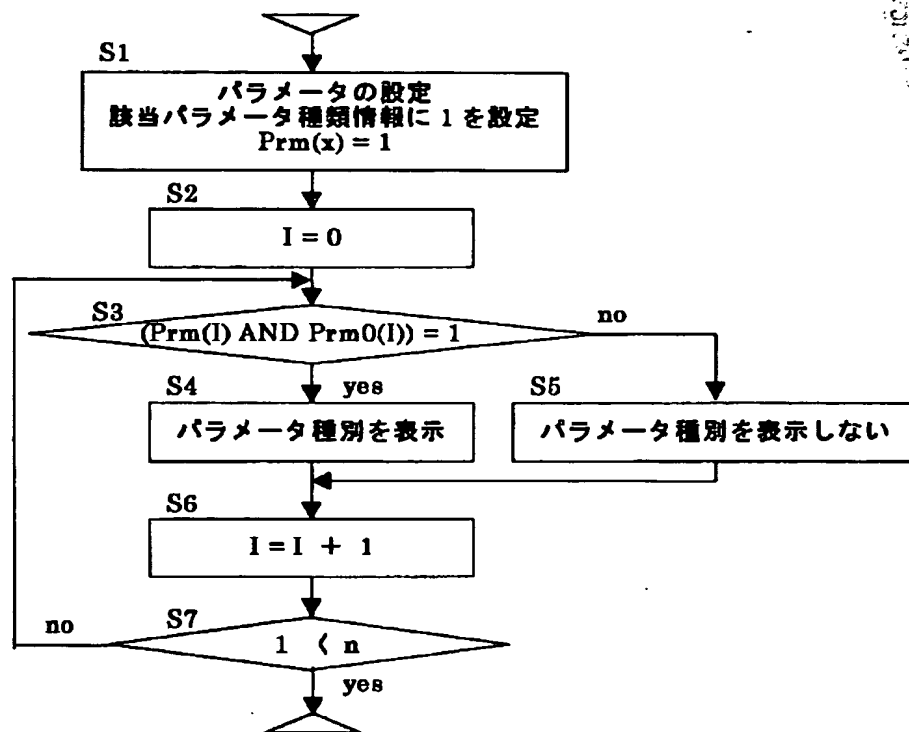 S1
パラメータの設定
該当パラメータ種類情報に 1 を設定
Prm(x) = 1
S2
I = 0
S3
(Prm(I) AND Prm0(I)) = 1
no
S4
yes
S5
パラメータ種別を表示
パラメータ種別を表示しない
S6
I = I + 1
S7
no
1 < n
yes